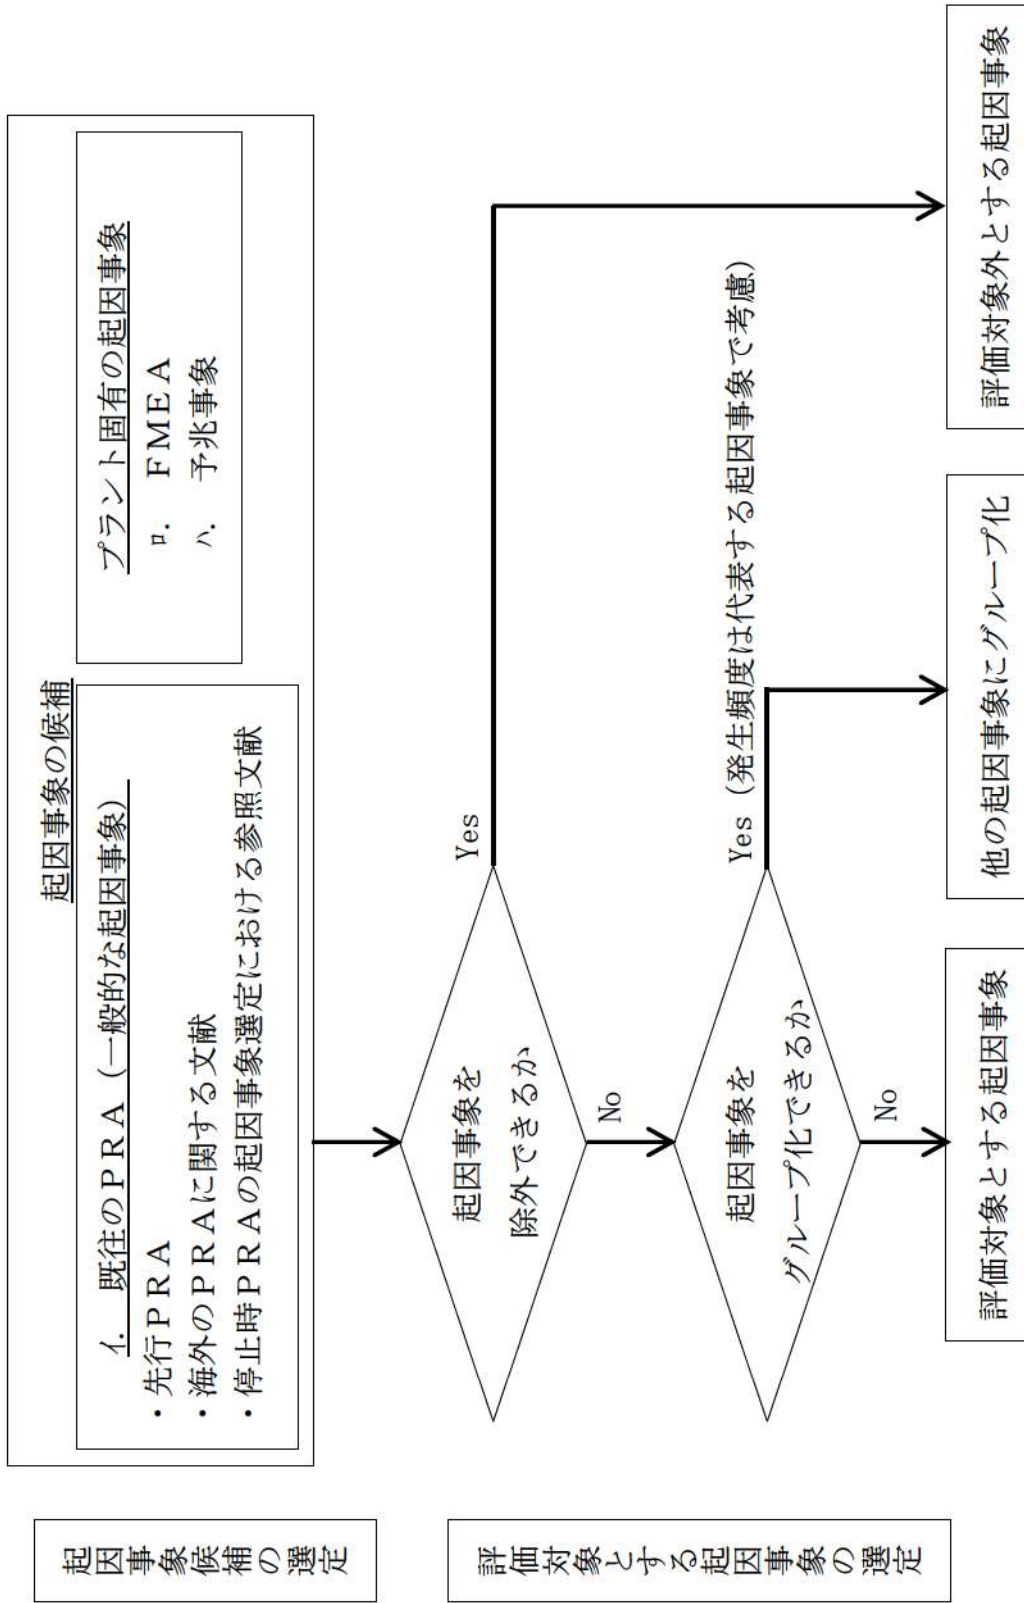 起因事象候補の選定
起因事象の候補
イ. 既往のPRA（一般的な起因事象）
・先行PRA
・海外のPRAに関する文献
・停止時PRAの起因事象選定における参照文献
プラント固有の起因事象
ロ. FMEA
ハ. 予兆事象
評価対象とする起因事象の選定
起因事象を
除外できるか
Yes
No
起因事象を
グループ化できるか
Yes（発生頻度は代表する起因事象で考慮）
No
評価対象とする起因事象
他の起因事象にグループ化
評価対象外とする起因事象